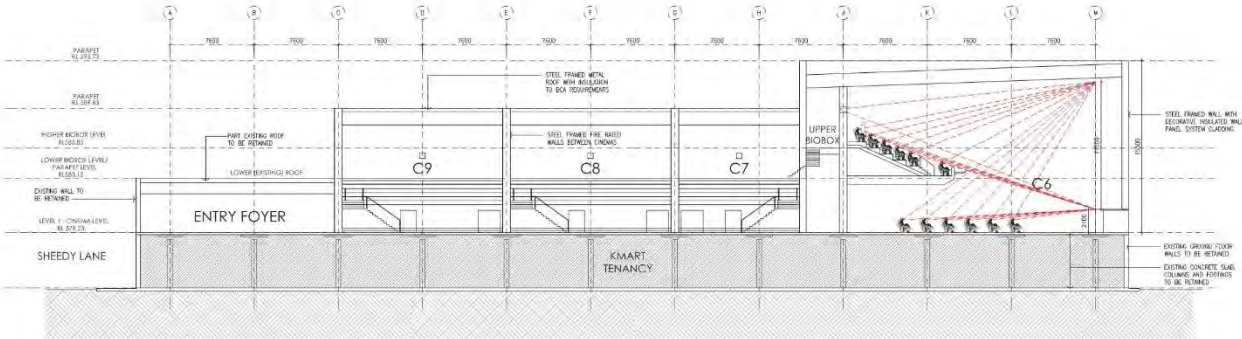 A B C D E F G H J K L M
7600 7600 7600 7600 7600 7600 7600 7600 7600 7600 7600
PARAPET
PARAPET
HIGHER BIOBOX LEVEL
LOWER BIOBOX LEVEL/
PARAPET LEVEL
EXISTING WALL TO
BE RETAINED
LEVEL 1 - CINEMA LEVEL
SHEEDY LANE
PART EXISTING ROOF
TO BE RETAINED
LOWER (EXISTING) ROOF
ENTRY FOYER
STEEL FRAMED METAL
ROOF WITH INSULATION
TO BCA REQUIREMENTS
STEEL FRAMED FIRE RATED
WALLS BETWEEN CINEMAS
C9
C8
C7
UPPER
BIOBOX
C6
2100
KMART
TENANCY
STEEL FRAMED WALL WITH
DECORATIVE INSULATED WALL
PANEL SYSTEM CLADDING
EXISTING GROUND FLOOR
WALLS TO BE RETAINED
EXISTING CONCRETE SLAB,
COLUMNS AND FOOTINGS
TO BE RETAINED